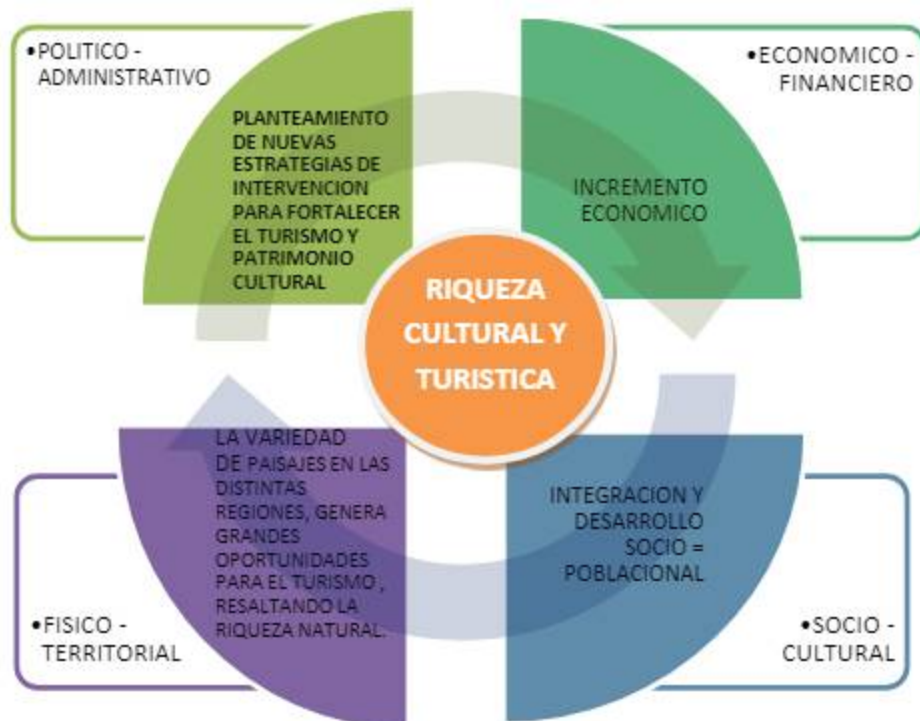 •POLITICO -
ADMINISTRATIVO
PLANTEAMIENTO
DE NUEVAS
ESTRATEGIAS DE
INTERVENCION
PARA FORTALECER
EL TURISMO Y
PATRIMONIO
CULTURAL
•ECONOMICO -
FINANCIERO
INCREMENTO
ECONOMICO
RIQUEZA
CULTURAL Y
TURISTICA
LA VARIEDAD
DE PAISAJES EN LAS
DISTINTAS
REGIONES, GENERA
GRANDES
OPORTUNIDADES
PARA EL TURISMO ,
RESALTANDO LA
RIQUEZA NATURAL.
•FISICO -
TERRITORIAL
INTEGRACION Y
DESARROLLO
SOCIO =
POBLACIONAL
•SOCIO -
CULTURAL